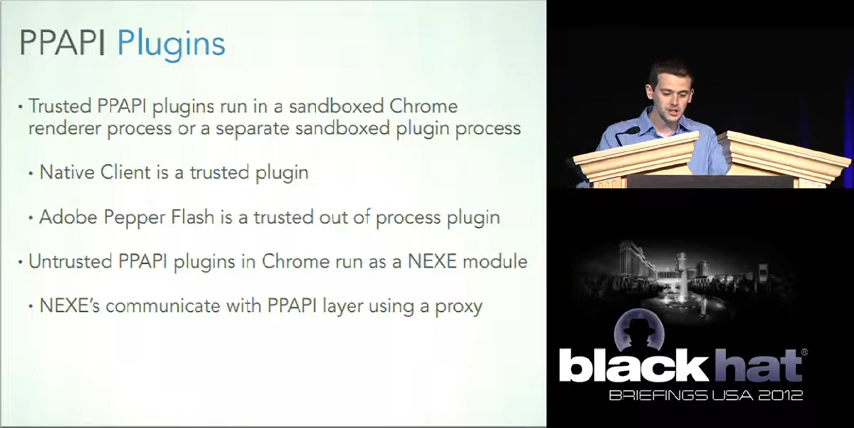 PPAPI Plugins
• Trusted PPAPI plugins run in a sandboxed Chrome
renderer process or a separate sandboxed plugin process
• Native Client is a trusted plugin
• Adobe Pepper Flash is a trusted out of process plugin
• Untrusted PPAPI plugins in Chrome run as a NEXE module
• NEXE's communicate with PPAPI layer using a proxy
black hat®
BRIEFINGS USA 2012